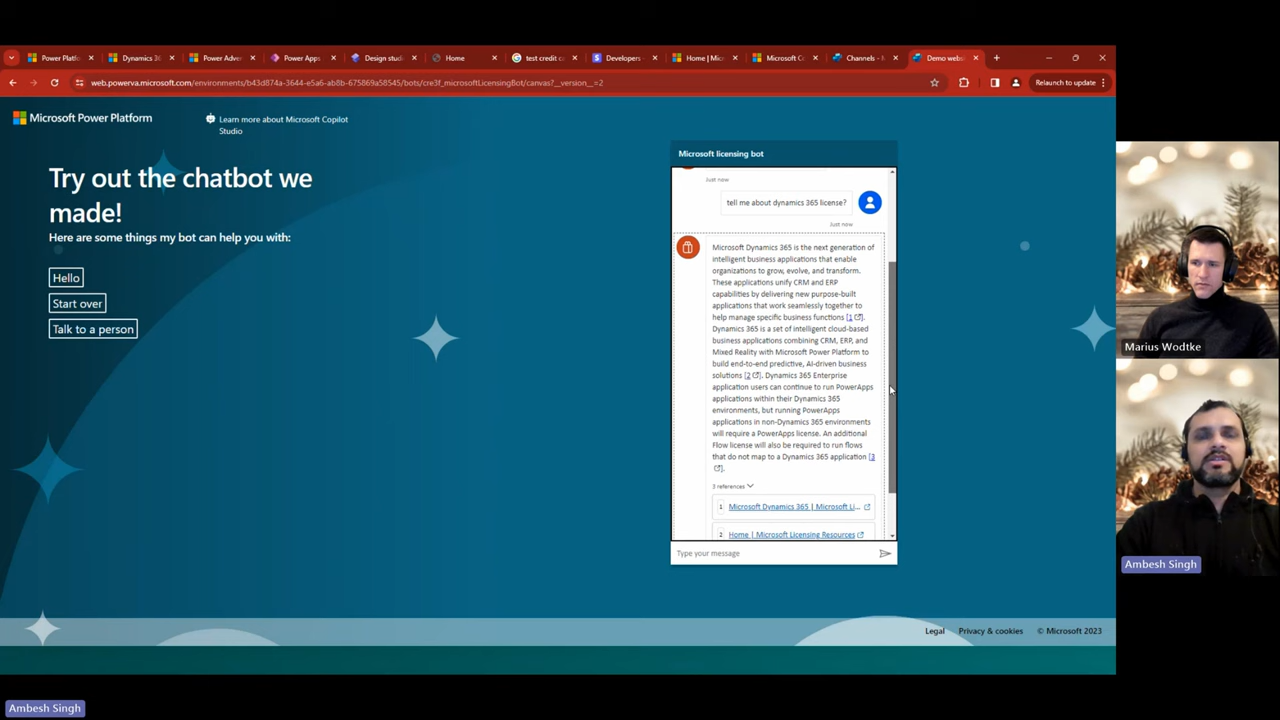 Power Platf
Dynamics 36
Power Adve
Power Apps
Design studi
Home
test credit ca
Developers
Home | Micr
Microsoft Co
Channels - M
Demo webs
web.powerva.microsoft.com/environments/b43d874a-3644-e5a6-ab8b-675869a58545/bots/cre3f_microsoftLicensingBot/canvas?__version__=2
Relaunch to update
Microsoft Power Platform
Learn more about Microsoft Copilot
Studio
Try out the chatbot we
made!
Here are some things my bot can help you with:
Hello
Start over
Talk to a person
Microsoft licensing bot
Just now
tell me about dynamics 365 license?
Just now
Microsoft Dynamics 365 is the next generation of
intelligent business applications that enable
organizations to grow, evolve, and transform.
These applications unify CRM and ERP
capabilities by delivering new purpose-built
applications that work seamlessly together to
help manage specific business functions [1].
Dynamics 365 is a set of intelligent cloud-based
business applications combining CRM, ERP, and
Mixed Reality with Microsoft Power Platform to
build end-to-end predictive, AI-driven business
solutions [2]. Dynamics 365 Enterprise
application users can continue to run PowerApps
applications within their Dynamics 365
environments, but running PowerApps
applications in non-Dynamics 365 environments
will require a PowerApps license. An additional
Flow license will also be required to run flows
that do not map to a Dynamics 365 application [3
].
3 references
1 Microsoft Dynamics 365 | Microsoft Li...
2 Home | Microsoft Licensing Resources
Type your message
Legal
Privacy & cookies
© Microsoft 2023
Marius Wodtke
Ambesh Singh
Ambesh Singh